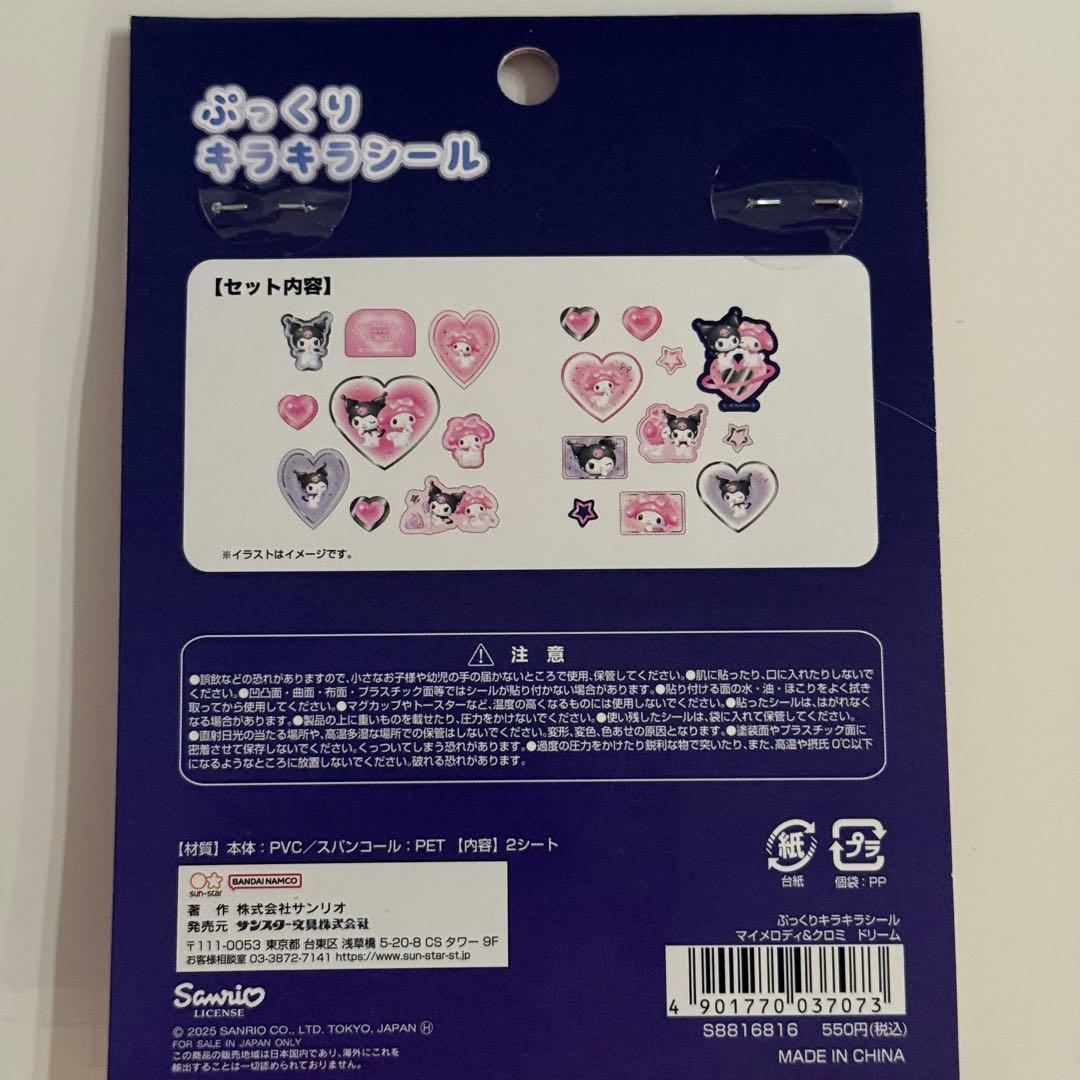 ぷっくり
キラキラシール
【セット内容】
※イラストはイメージです。
⚠ 注 意
●誤飲などの恐れがありますので、小さなお子様や幼児の手の届かないところで使用、保管してください。●肌に貼ったり、口に入れたりしないで
ください。●凹凸面・曲面・布面・プラスチック面等ではシールが貼り付かない場合があります。●貼り付ける面の水・油・ほこりをよく拭き
取ってから使用してください。●マグカップやトースターなど、温度の高くなるものには使用しないでください。●貼ったシールは、はがれなく
なる場合があります。●製品の上に重いものを載せたり、圧力をかけないでください。●使い残したシールは、袋に入れて保管してください。
●直射日光の当たる場所や、高温多湿な場所での保管はしないでください。変形、変色、色あせの原因となります。●塗装面やプラスチック面に
密着させて保存しないでください。くっついてしまう恐れがあります。●過度の圧力をかけたり鋭利な物で突いたり、また、高温や摂氏0℃以下
になるようなところに放置しないでください。破れる恐れがあります。
【材質】本体：PVC／スパンコール：PET 【内容】2シート
紙
台紙
プラ
個袋：PP
sun-star
BANDAI NAMCO
著 作 株式会社サンリオ
発売元 サンスター文具株式会社
〒111-0053 東京都 台東区 浅草橋 5-20-8 CS タワー 9F
お客様相談室 03-3872-7141 https://www.sun-star-st.jp
ぷっくりキラキラシール
マイメロディ&クロミ ドリーム
4 901770 037073
S8816816 550円(税込)
MADE IN CHINA
Sanrio
LICENSE
© 2025 SANRIO CO., LTD. TOKYO, JAPAN Ⓗ
FOR SALE IN JAPAN ONLY
この商品の販売地域は日本国内であり、海外にこれを
輸出することは一切認められておりません。